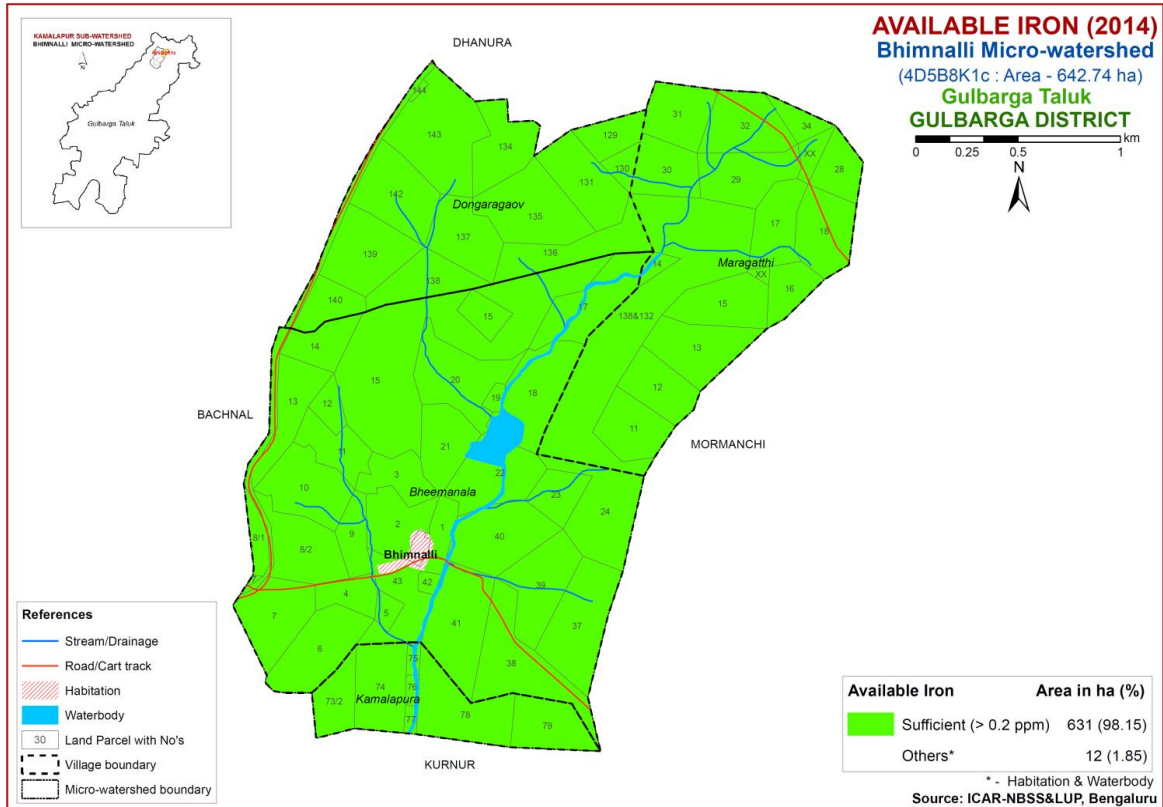 KAMALAPUR SUB-WATERSHED
BHIMNALLI MICRO-WATERSHED
N
Gulbarga Taluk
AVAILABLE IRON (2014)
Bhimnalli Micro-watershed
(4D5B8K1c : Area - 642.74 ha)
Gulbarga Taluk
GULBARGA DISTRICT
km
0 0.25 0.5 1
N
DHANURA
144
143
134
129
31
32
34
130
XX
131
30
29
28
142
Dongaragaov
135
17
137
18
136
139
14
Maragatthi
138
XX
16
140
17
15
15
138&132
14
13
15
20
12
19
18
13
12
BACHNAL
11
MORMANCHI
21
11
3
22
10
Bheemanala
23
24
2
1
40
8/1
8/2
9
Bhimnalli
43
42
39
4
7
5
41
37
6
75
38
74
76
73/2
Kamalapura
78
77
79
KURNUR
References
Stream/Drainage
Road/Cart track
Habitation
Waterbody
30 Land Parcel with No's
Village boundary
Micro-watershed boundary
Available Iron Area in ha (%)
Sufficient (> 0.2 ppm) 631 (98.15)
Others* 12 (1.85)
* - Habitation & Waterbody
Source: ICAR-NBSS&LUP, Bengaluru